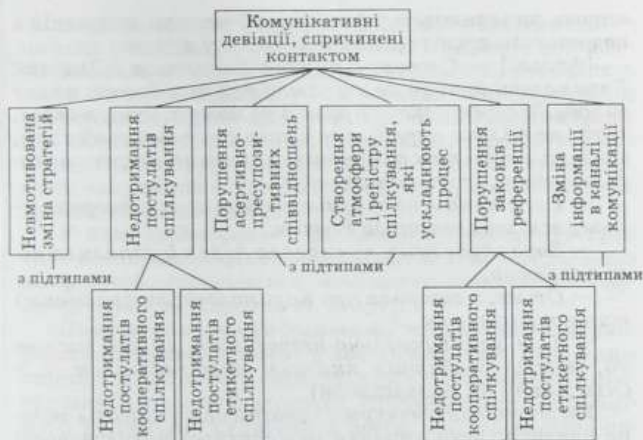 Комунікативні
девіації, спричинені
контактом
Невмотивована
зміна стратегій
Недотримання
постулатів
спілкування
Порушення
асертивно-
пресупози-
тивних
співвідношень
Створення
атмосфери
і регістру
спілкування,
які
ускладнюють
процес
Порушення
законів
референції
Зміна
інформації
в каналі
комунікації
з підтипами
з підтипами
з підтипами
Недотримання
постулатів
кооперативного
спілкування
Недотримання
постулатів
етикетного
спілкування
Недотримання
постулатів
кооперативного
спілкування
Недотримання
постулатів
етикетного
спілкування